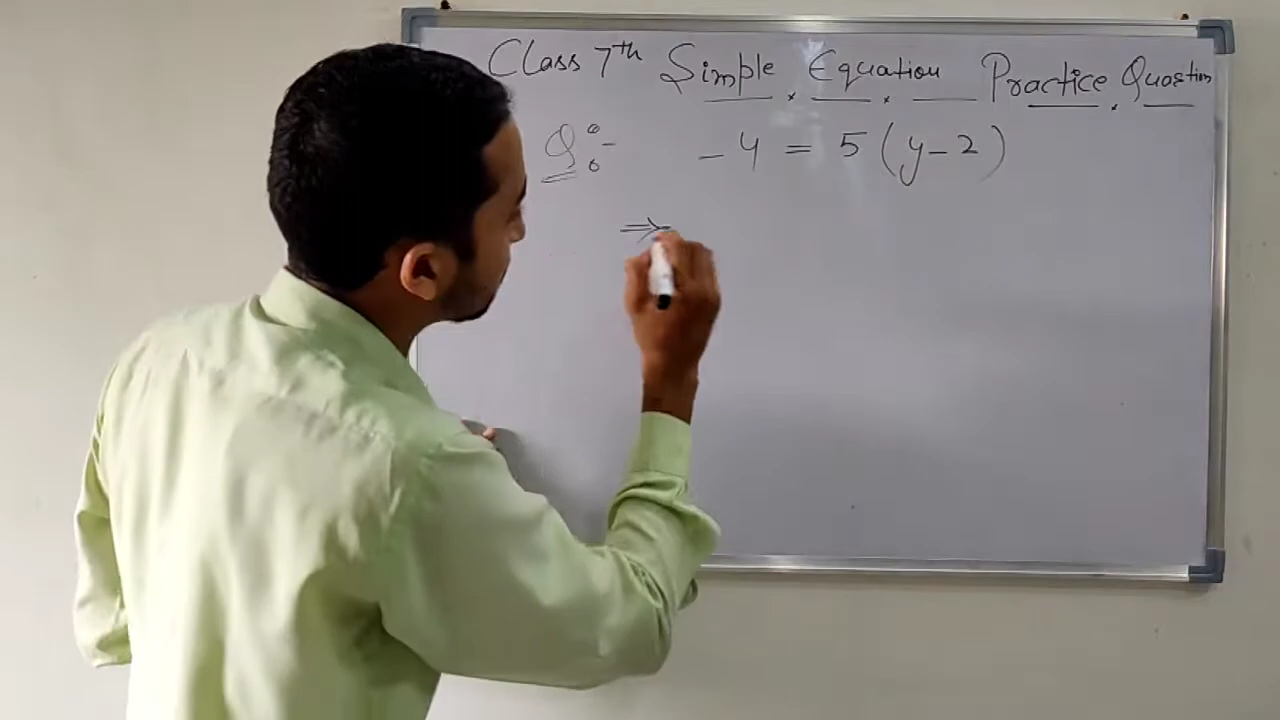 Class 7th Simple Equation Practice Question
Q:- -4 = 5(y-2)
⇒